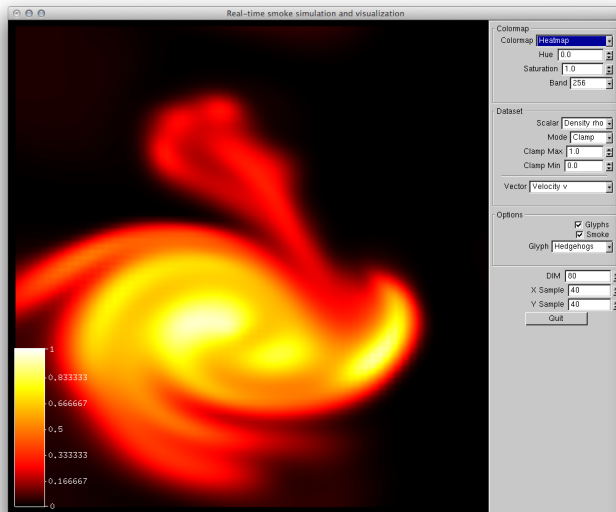 Real-time smoke simulation and visualization
Colormap
Colormap Heatmap
Hue 0.0
Saturation 1.0
Band 256
Dataset
Scalar Density rho
Mode Clamp
Clamp Max 1.0
Clamp Min 0.0
Vector Velocity v
Options
Glyphs
Smoke
Glyph Hedgehogs
DIM 80
X Sample 40
Y Sample 40
Quit
1
0.833333
0.666667
0.5
0.333333
0.166667
0